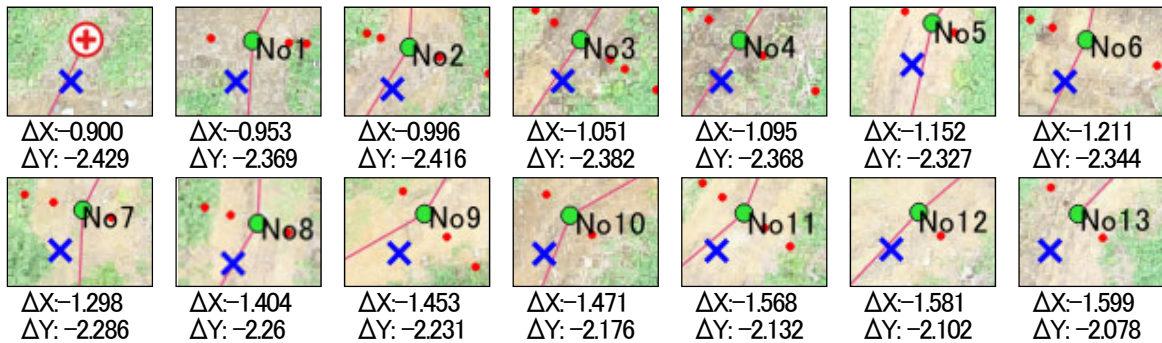 No1 No2 No3 No4 No5 No6
ΔX:-0.900 ΔX:-0.953 ΔX:-0.996 ΔX:-1.051 ΔX:-1.095 ΔX:-1.152 ΔX:-1.211
ΔY: -2.429 ΔY: -2.369 ΔY: -2.416 ΔY: -2.382 ΔY: -2.368 ΔY: -2.327 ΔY: -2.344
No7 No8 No9 No10 No11 No12 No13
ΔX:-1.298 ΔX:-1.404 ΔX:-1.453 ΔX:-1.471 ΔX:-1.568 ΔX:-1.581 ΔX:-1.599
ΔY: -2.286 ΔY: -2.26 ΔY: -2.231 ΔY: -2.176 ΔY: -2.132 ΔY: -2.102 ΔY: -2.078